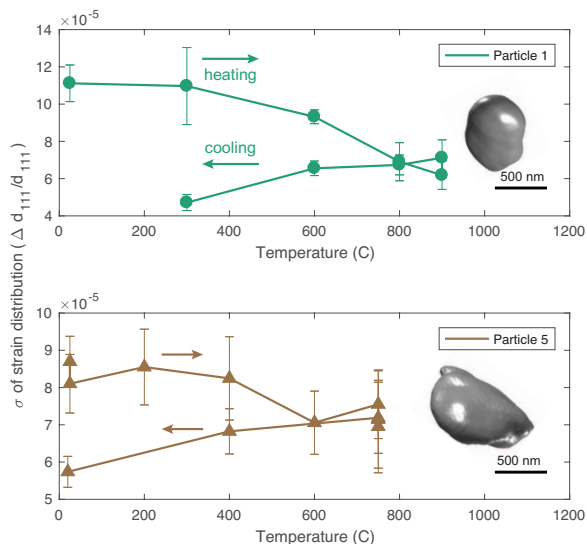 ×10⁻⁵
14
12
10
8
6
4
heating
cooling
Particle 1
500 nm
0 200 400 600 800 1000 1200
Temperature (C)
σ of strain distribution ( Δ d₁₁₁/d₁₁₁)
×10⁻⁵
10
9
8
7
6
5
Particle 5
500 nm
0 200 400 600 800 1000 1200
Temperature (C)